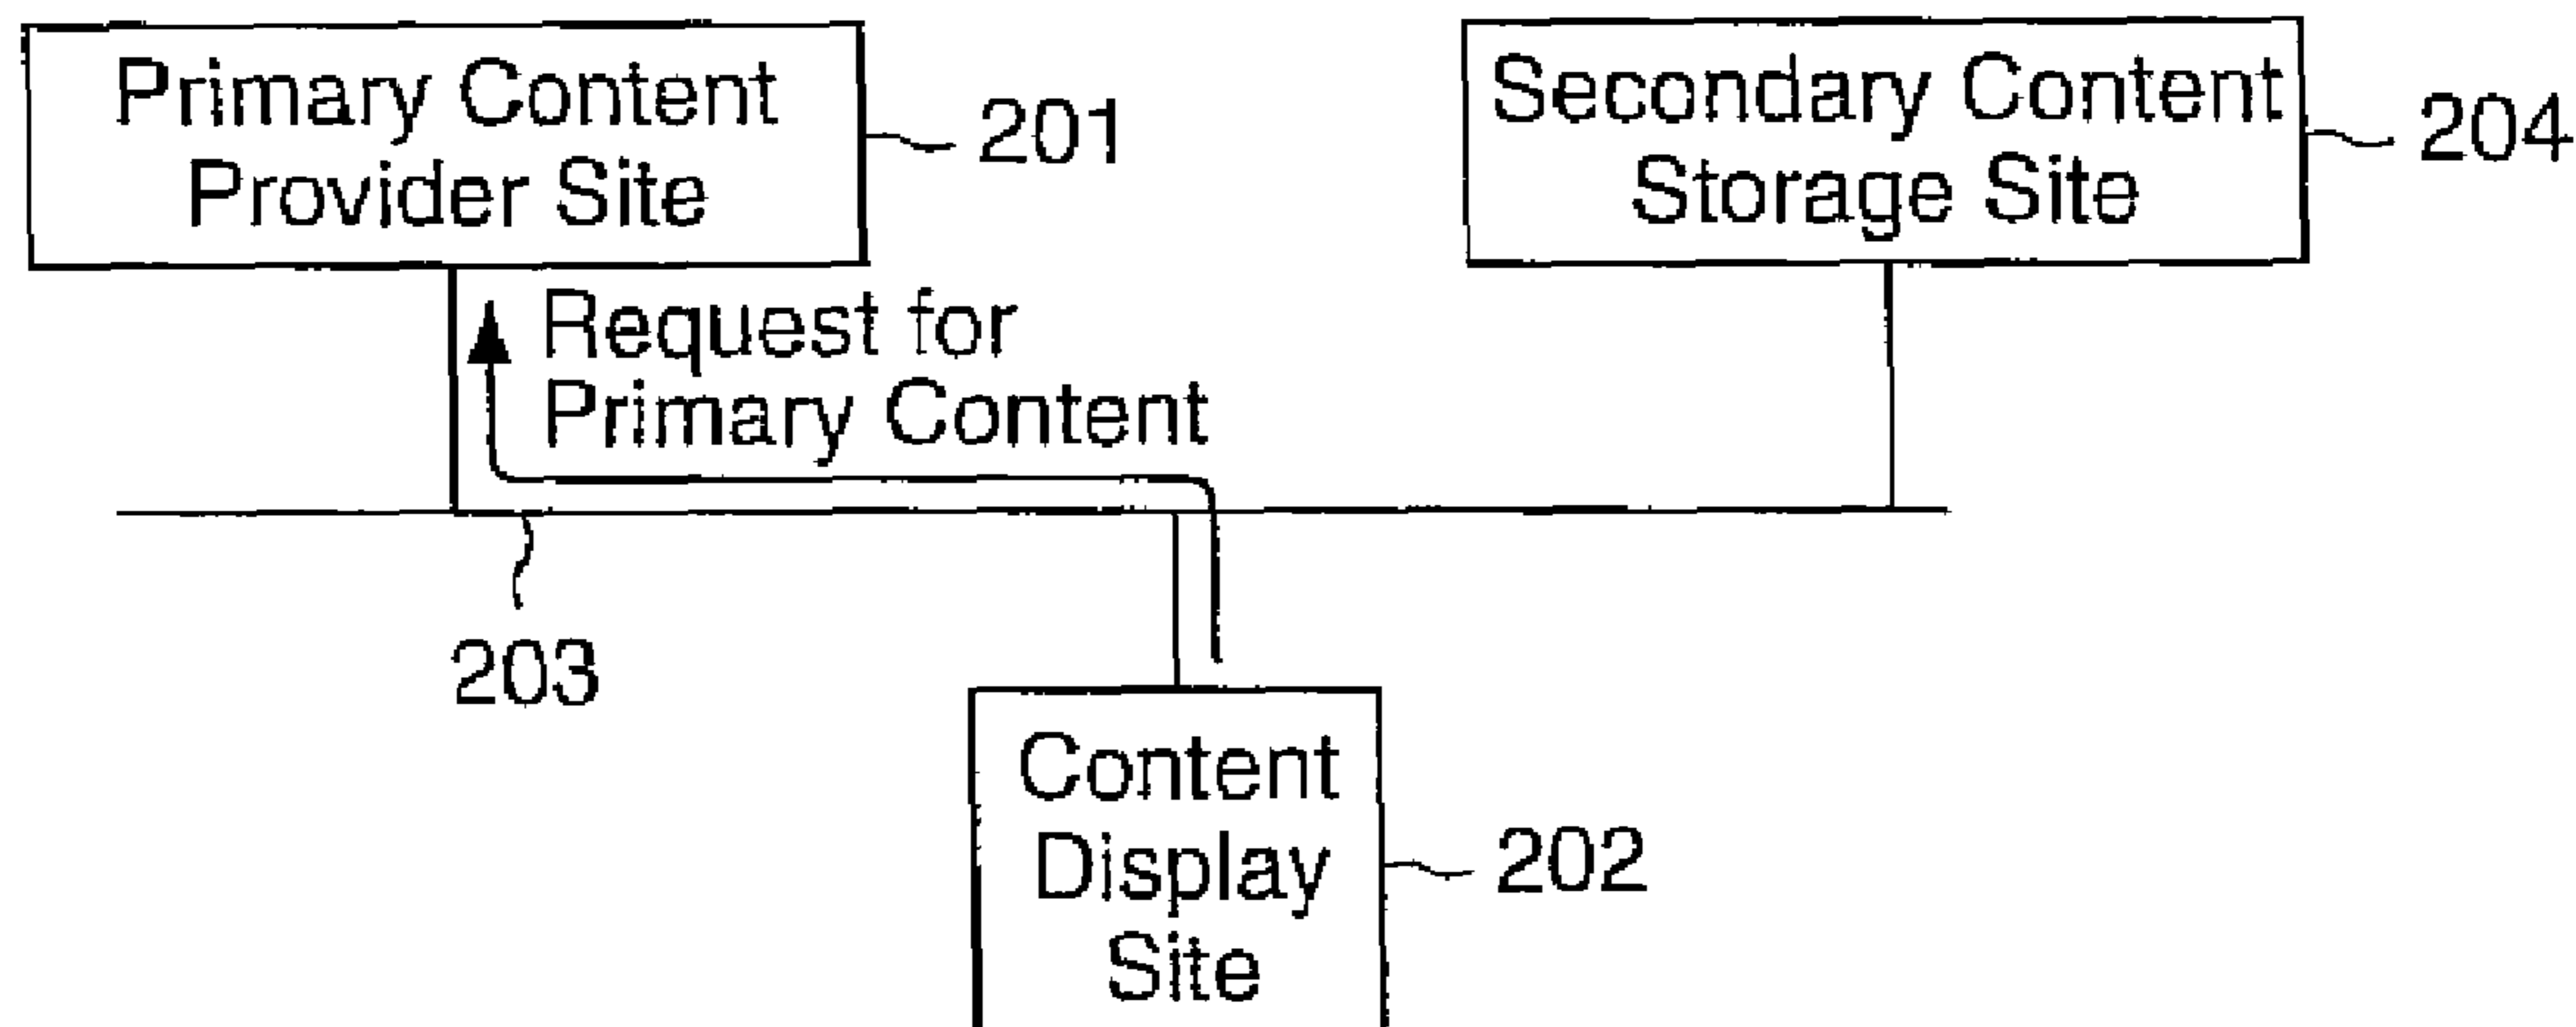 Primary Content
Provider Site
201
Secondary Content
Storage Site
204
Request for
Primary Content
203
Content
Display
Site
202